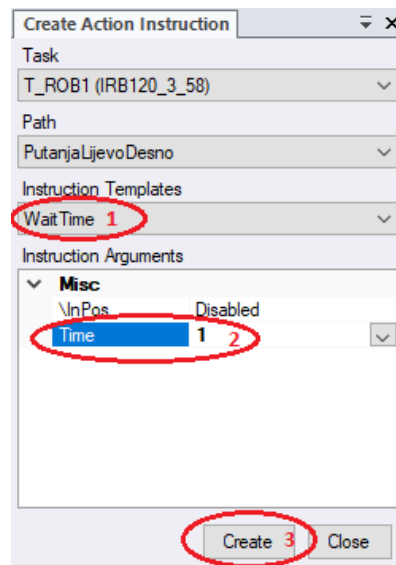 Create Action Instruction
Task
T_ROB1 (IRB120_3_58)
Path
PutanjaLijevoDesno
Instruction Templates
WaitTime 1
Instruction Arguments
Misc
\InPos Disabled
Time 1 2
Create 3 Close